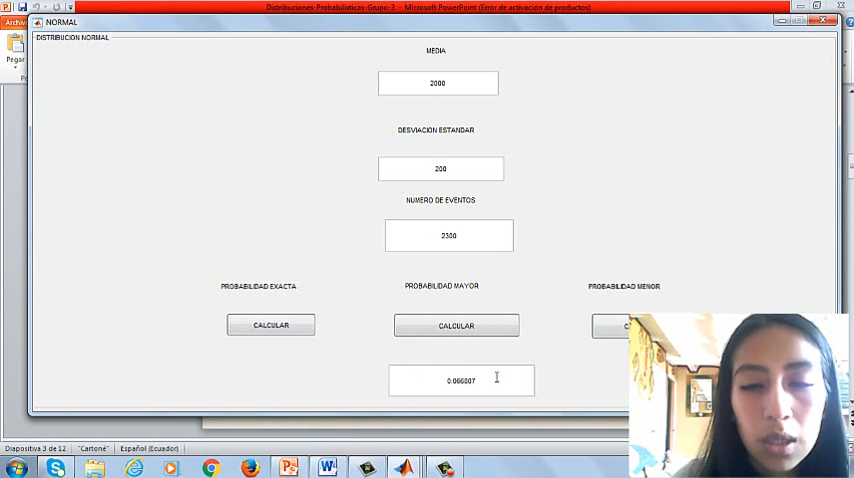 Distribuciones-Probabilisticas-Grupo-3 - Microsoft PowerPoint (Error de activación de productos)
Archivo
NORMAL
DISTRIBUCION NORMAL
Pegar
MEDIA
2000
DESVIACION ESTANDAR
200
NUMERO DE EVENTOS
2300
PROBABILIDAD EXACTA
PROBABILIDAD MAYOR
PROBABILIDAD MENOR
CALCULAR
CALCULAR
0.066807
Diapositiva 3 de 12
"Cartoné"
Español (Ecuador)